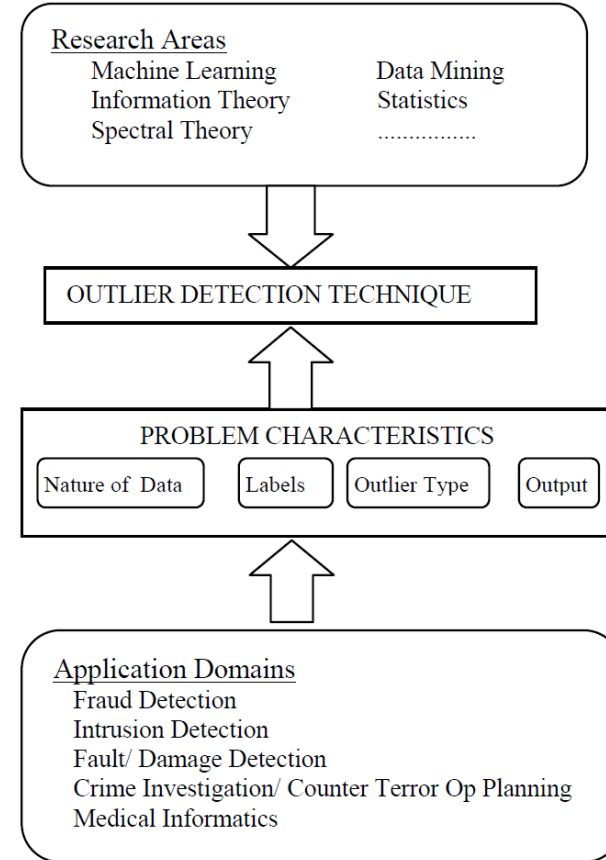 Research Areas
Machine Learning Data Mining
Information Theory Statistics
Spectral Theory ................
OUTLIER DETECTION TECHNIQUE
PROBLEM CHARACTERISTICS
Nature of Data Labels Outlier Type Output
Application Domains
Fraud Detection
Intrusion Detection
Fault/ Damage Detection
Crime Investigation/ Counter Terror Op Planning
Medical Informatics